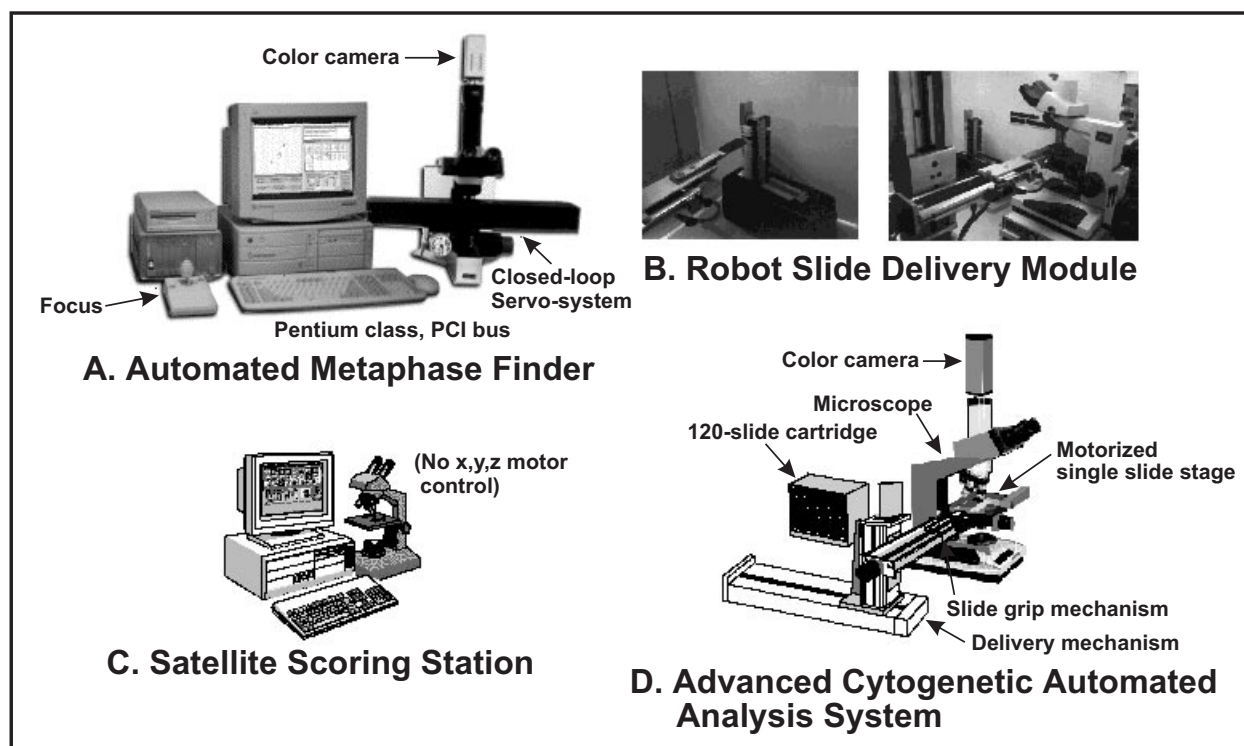 Color camera
Focus
Closed-loop
Servo-system
Pentium class, PCI bus
A. Automated Metaphase Finder
B. Robot Slide Delivery Module
(No x,y,z motor
control)
C. Satellite Scoring Station
Color camera
Microscope
120-slide cartridge
Motorized
single slide stage
Slide grip mechanism
Delivery mechanism
D. Advanced Cytogenetic Automated
Analysis System